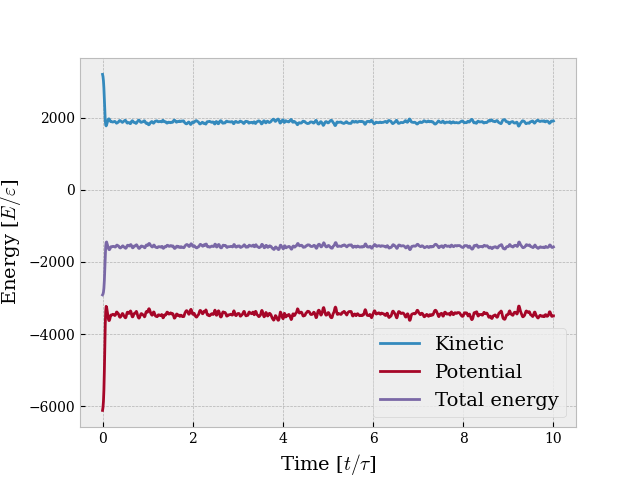 2000
0
−2000
−4000
−6000
Energy [E/ε]
Kinetic
Potential
Total energy
0 2 4 6 8 10
Time [t/τ]